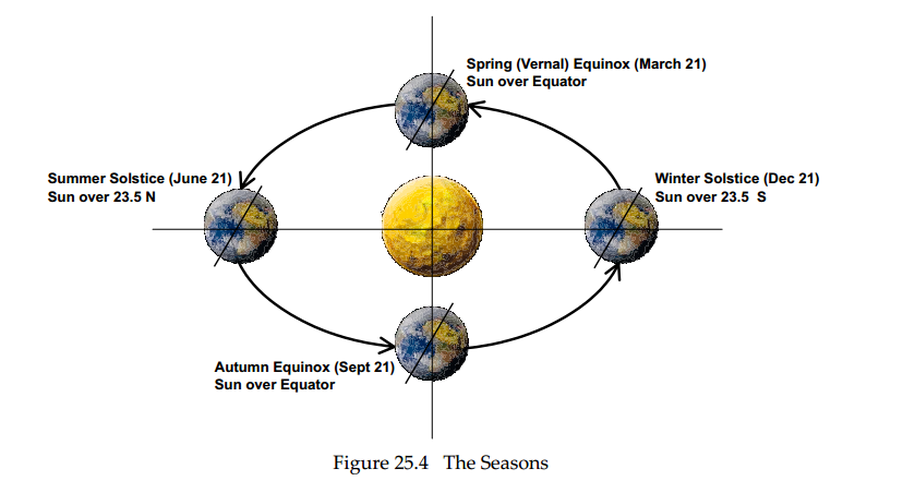 Spring (Vernal) Equinox (March 21)
Sun over Equator
Summer Solstice (June 21)
Sun over 23.5 N
Winter Solstice (Dec 21)
Sun over 23.5 S
Autumn Equinox (Sept 21)
Sun over Equator
Figure 25.4 The Seasons